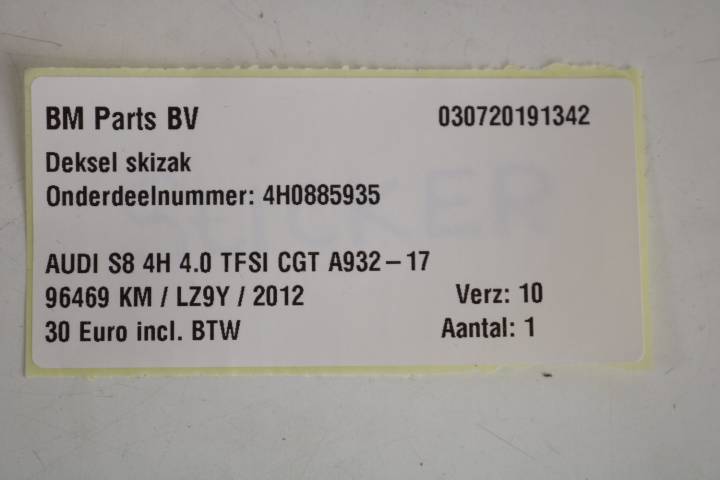 BM Parts BV 030720191342
Deksel skizak
Onderdeelnummer: 4H0885935
AUDI S8 4H 4.0 TFSI CGT A932-17
96469 KM / LZ9Y / 2012 Verz: 10
30 Euro incl. BTW Aantal: 1